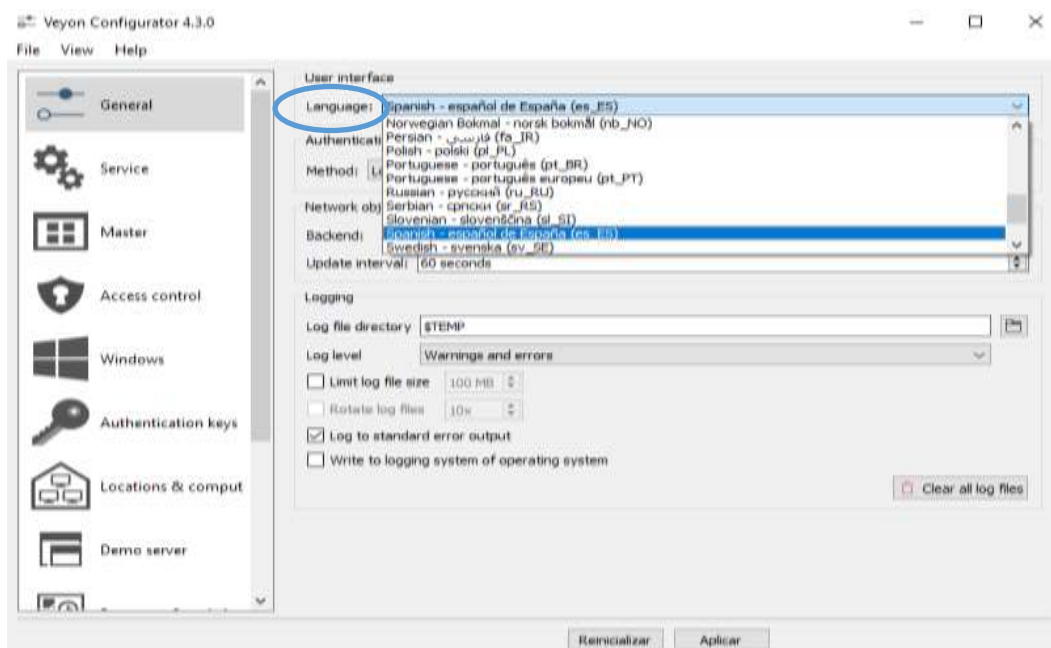 Veyon Configurator 4.3.0
File View Help
General
Service
Master
Access control
Windows
Authentication keys
Locations & comput
Demo server
User interface
Language: Spanish - español de España (es_ES)
Norwegian Bokmal - norsk bokmål (nb_NO)
Persian - فارسی (fa_IR)
Polish - polski (pl_PL)
Portuguese - português (pt_BR)
Portuguese - português europeu (pt_PT)
Russian - русский (ru_RU)
Serbian - српски (sr_RS)
Slovenian - slovenščina (sl_SI)
Spanish - español de España (es_ES)
Swedish - svenska (sv_SE)
Authenticati
Method:
Network obj
Backend:
Update interval: 60 seconds
Logging
Log file directory $TEMP
Log level Warnings and errors
Limit log file size 100 MB
Rotate log files 10x
Log to standard error output
Write to logging system of operating system
Clear all log files
Reinicializar Aplicar